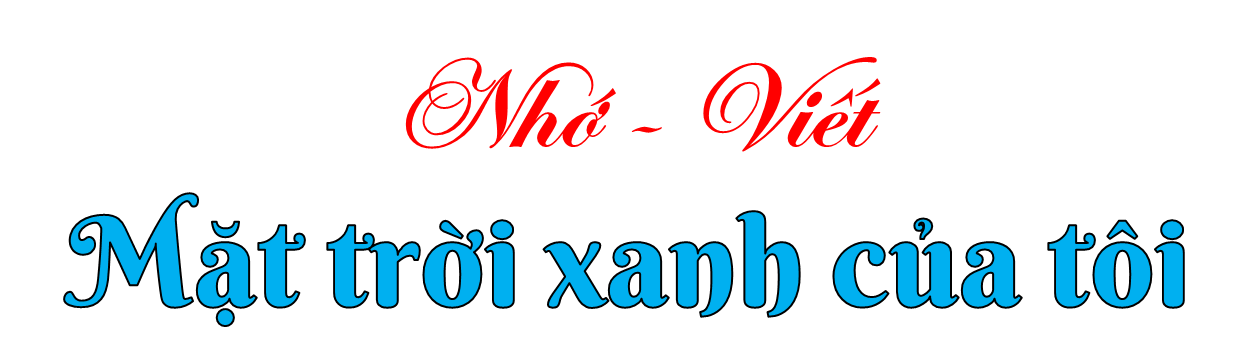 Nhớ - Viết
Mặt trời xanh của tôi